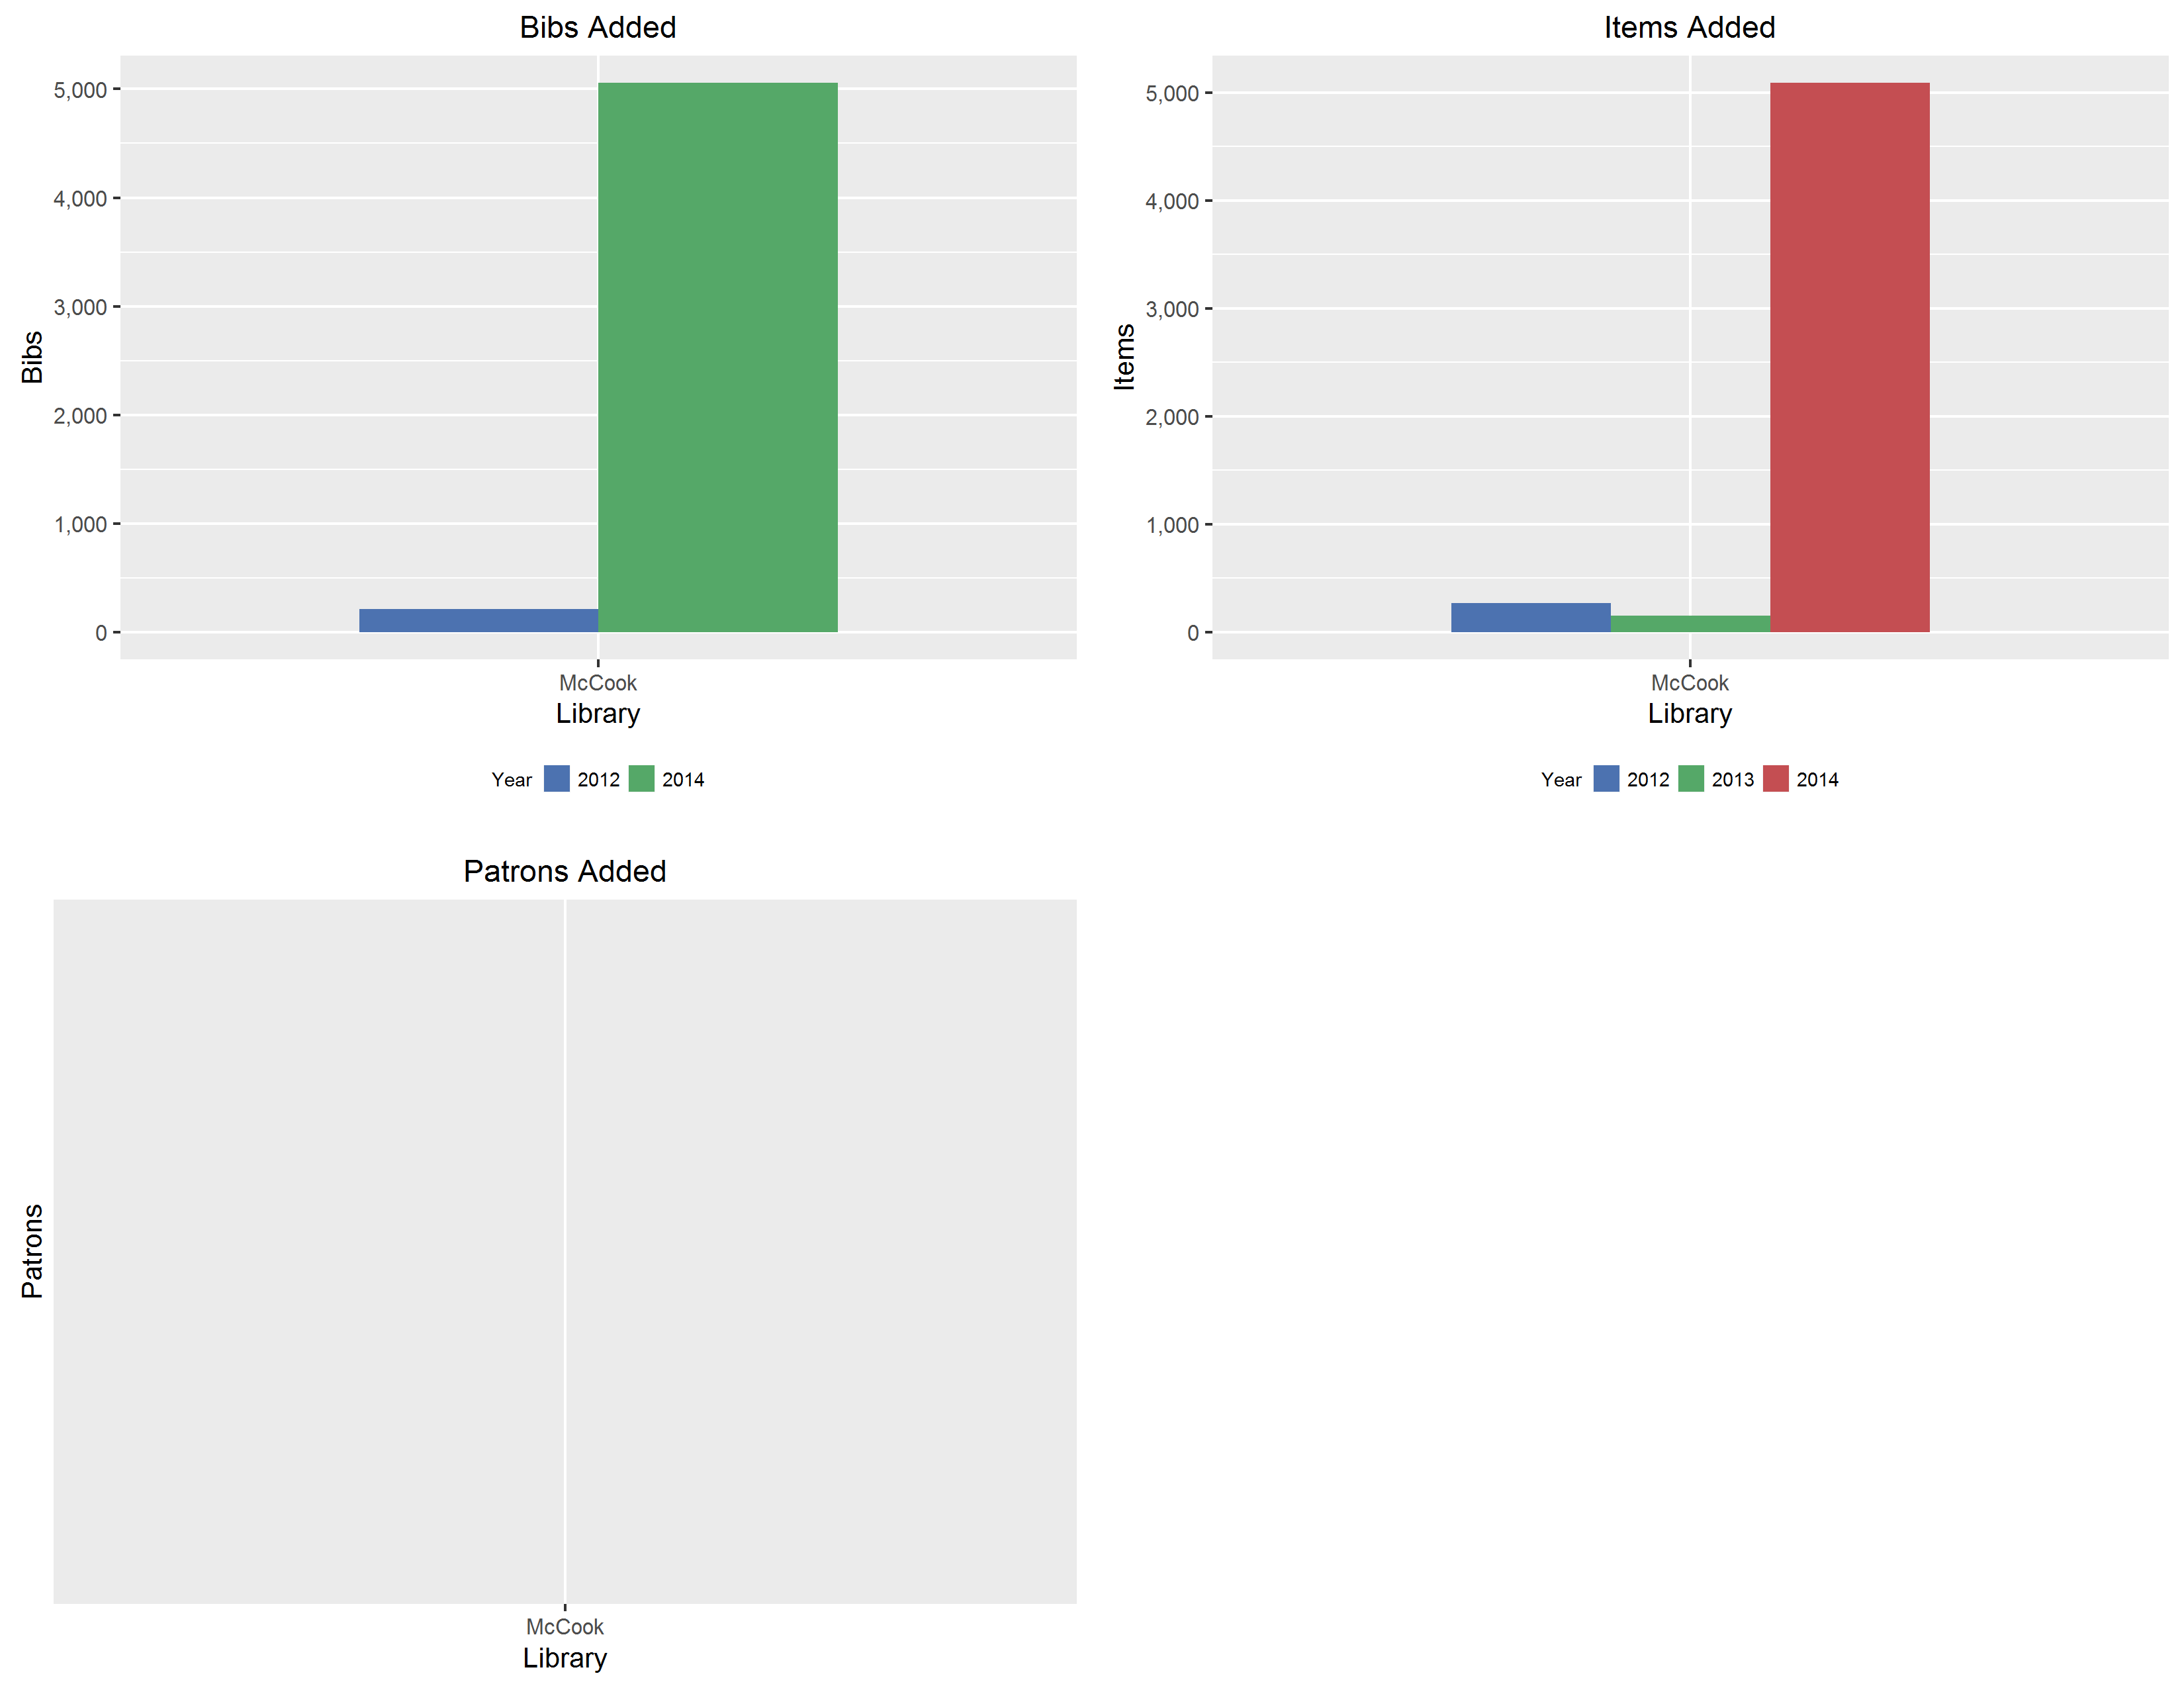 Bibs Added
5,000
4,000
3,000
2,000
1,000
0
Bibs
McCook
Library
Year 2012 2014
Items Added
5,000
4,000
3,000
2,000
1,000
0
Items
McCook
Library
Year 2012 2013 2014
Patrons Added
Patrons
McCook
Library